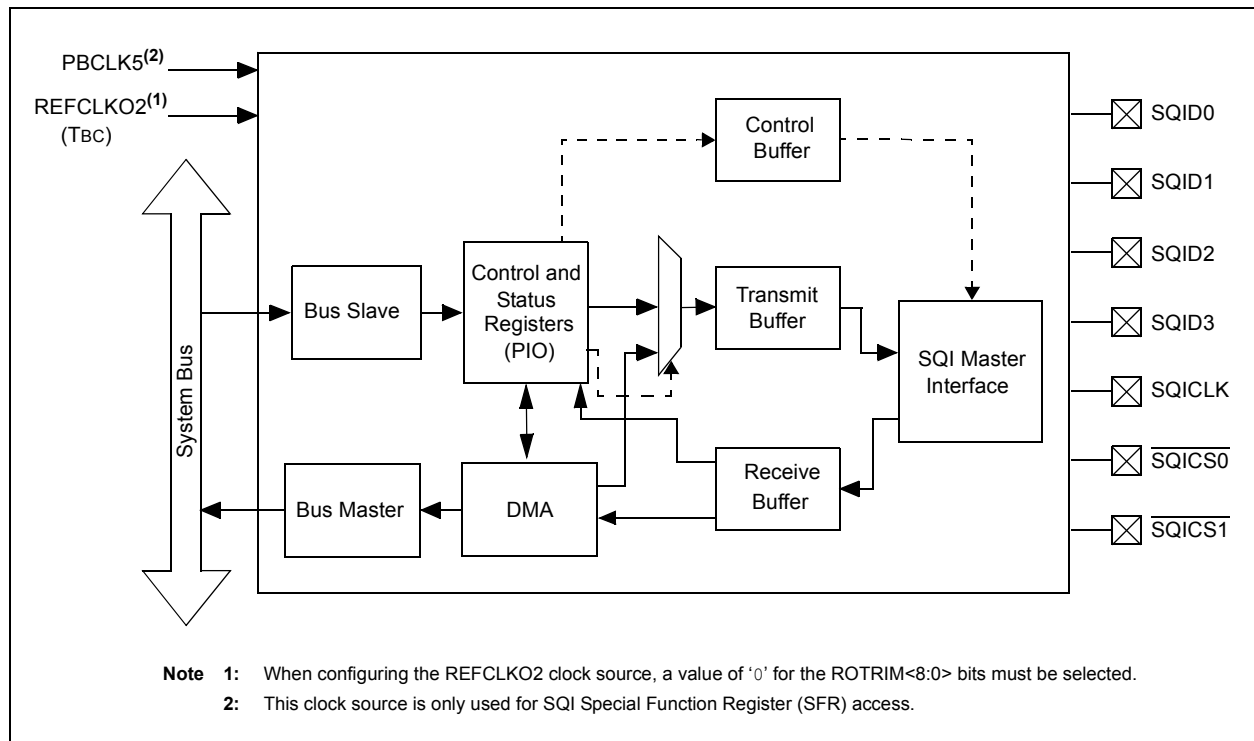 PBCLK5(2)
REFCLKO2(1)
(TBC)
System Bus
Bus Slave
Control and
Status
Registers
(PIO)
Control
Buffer
Transmit
Buffer
SQI Master
Interface
Bus Master
DMA
Receive
Buffer
SQID0
SQID1
SQID2
SQID3
SQICLK
SQICS0
SQICS1
Note 1: When configuring the REFCLKO2 clock source, a value of ‘0’ for the ROTRIM<8:0> bits must be selected.
2: This clock source is only used for SQI Special Function Register (SFR) access.